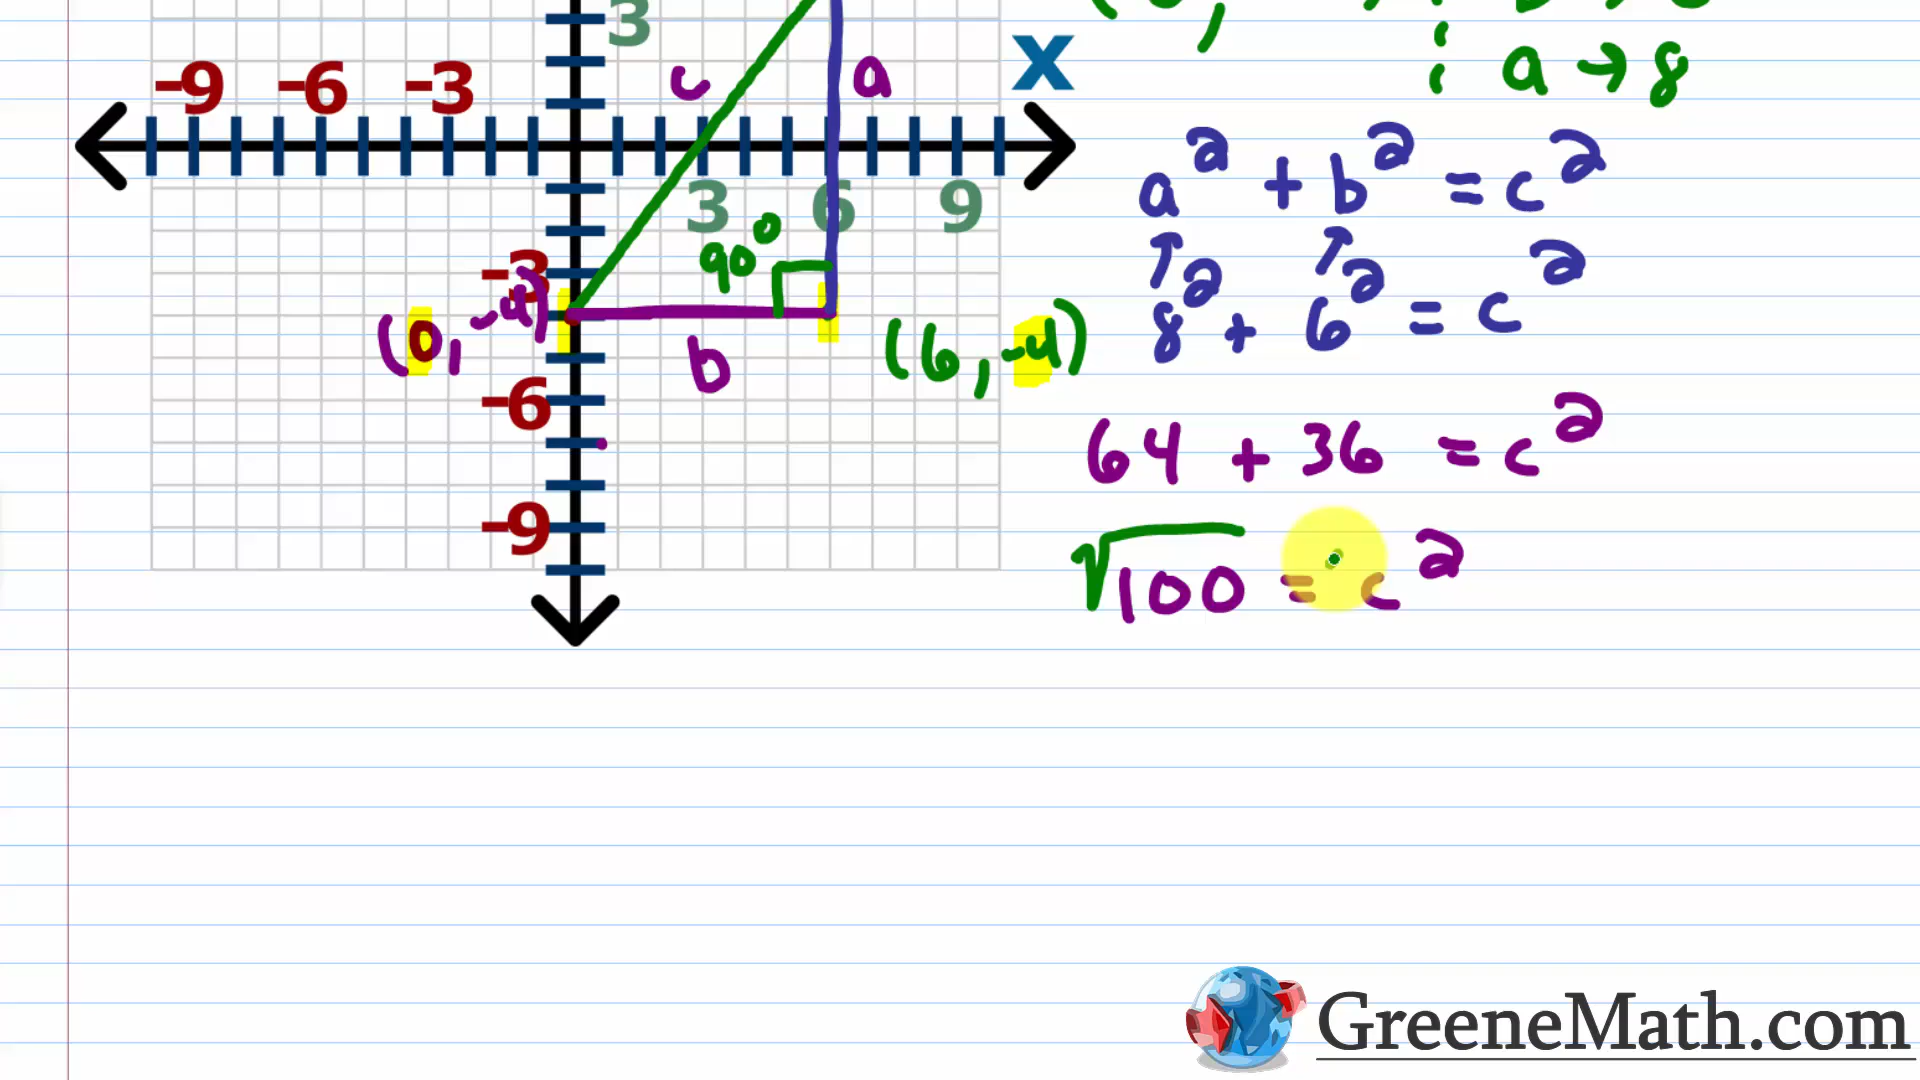 3
-9 -6 -3
c
a
x
a → 8
3 6 9
90°
-3
(0, -4)
b
(6, -4)
-6
-9
a² + b² = c²
8² + 6² = c²
64 + 36 = c²
√100 = c²
GreeneMath.com